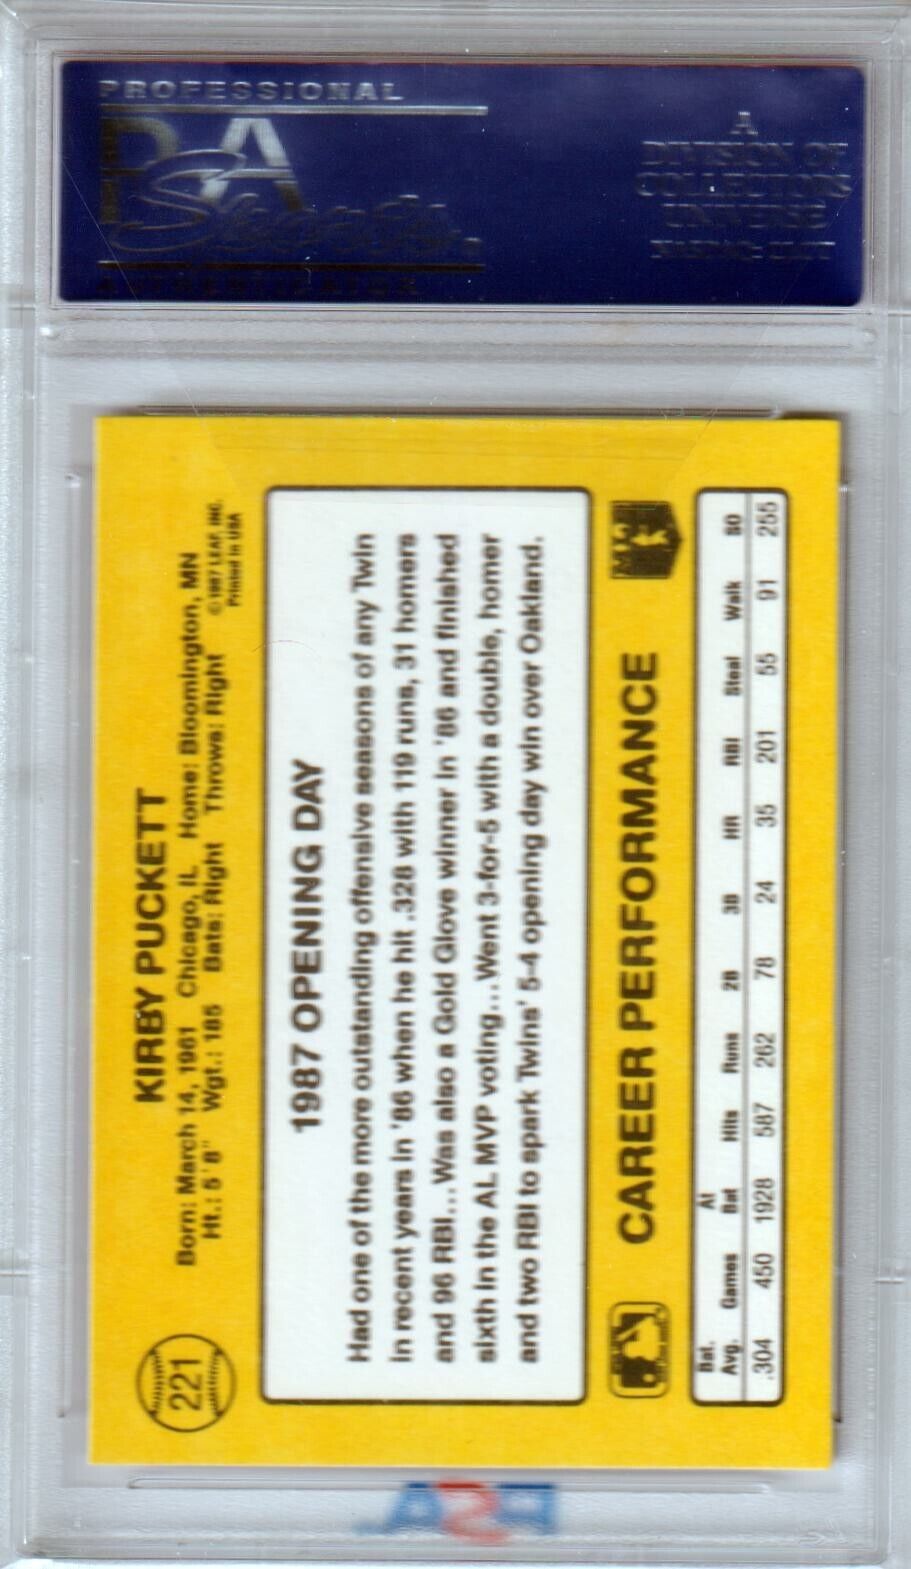 PROFESSIONAL
PSA
Sports
AUTHENTICATOR
A
DIVISION OF
COLLECTORS
UNIVERSE
NASDAQ: CLCT
221
KIRBY PUCKETT
Born: March 14, 1961 Chicago, IL Home: Bloomington, MN
Ht.: 5'8" Wgt.: 185 Bats: Right Throws: Right
© 1987 LEAF, INC.
Printed in USA
1987 OPENING DAY
Had one of the more outstanding offensive seasons of any Twin
in recent years in '86 when he hit .328 with 119 runs, 31 homers
and 96 RBI...Was also a Gold Glove winner in '86 and finished
sixth in the AL MVP voting...Went 3-for-5 with a double, homer
and two RBI to spark Twins' 5-4 opening day win over Oakland.
CAREER PERFORMANCE
Bat. Avg. Games At Bat Hits Runs 2B 3B HR RBI Steal Walk SO
.304 450 1928 587 262 78 24 35 201 55 91 255
PSA